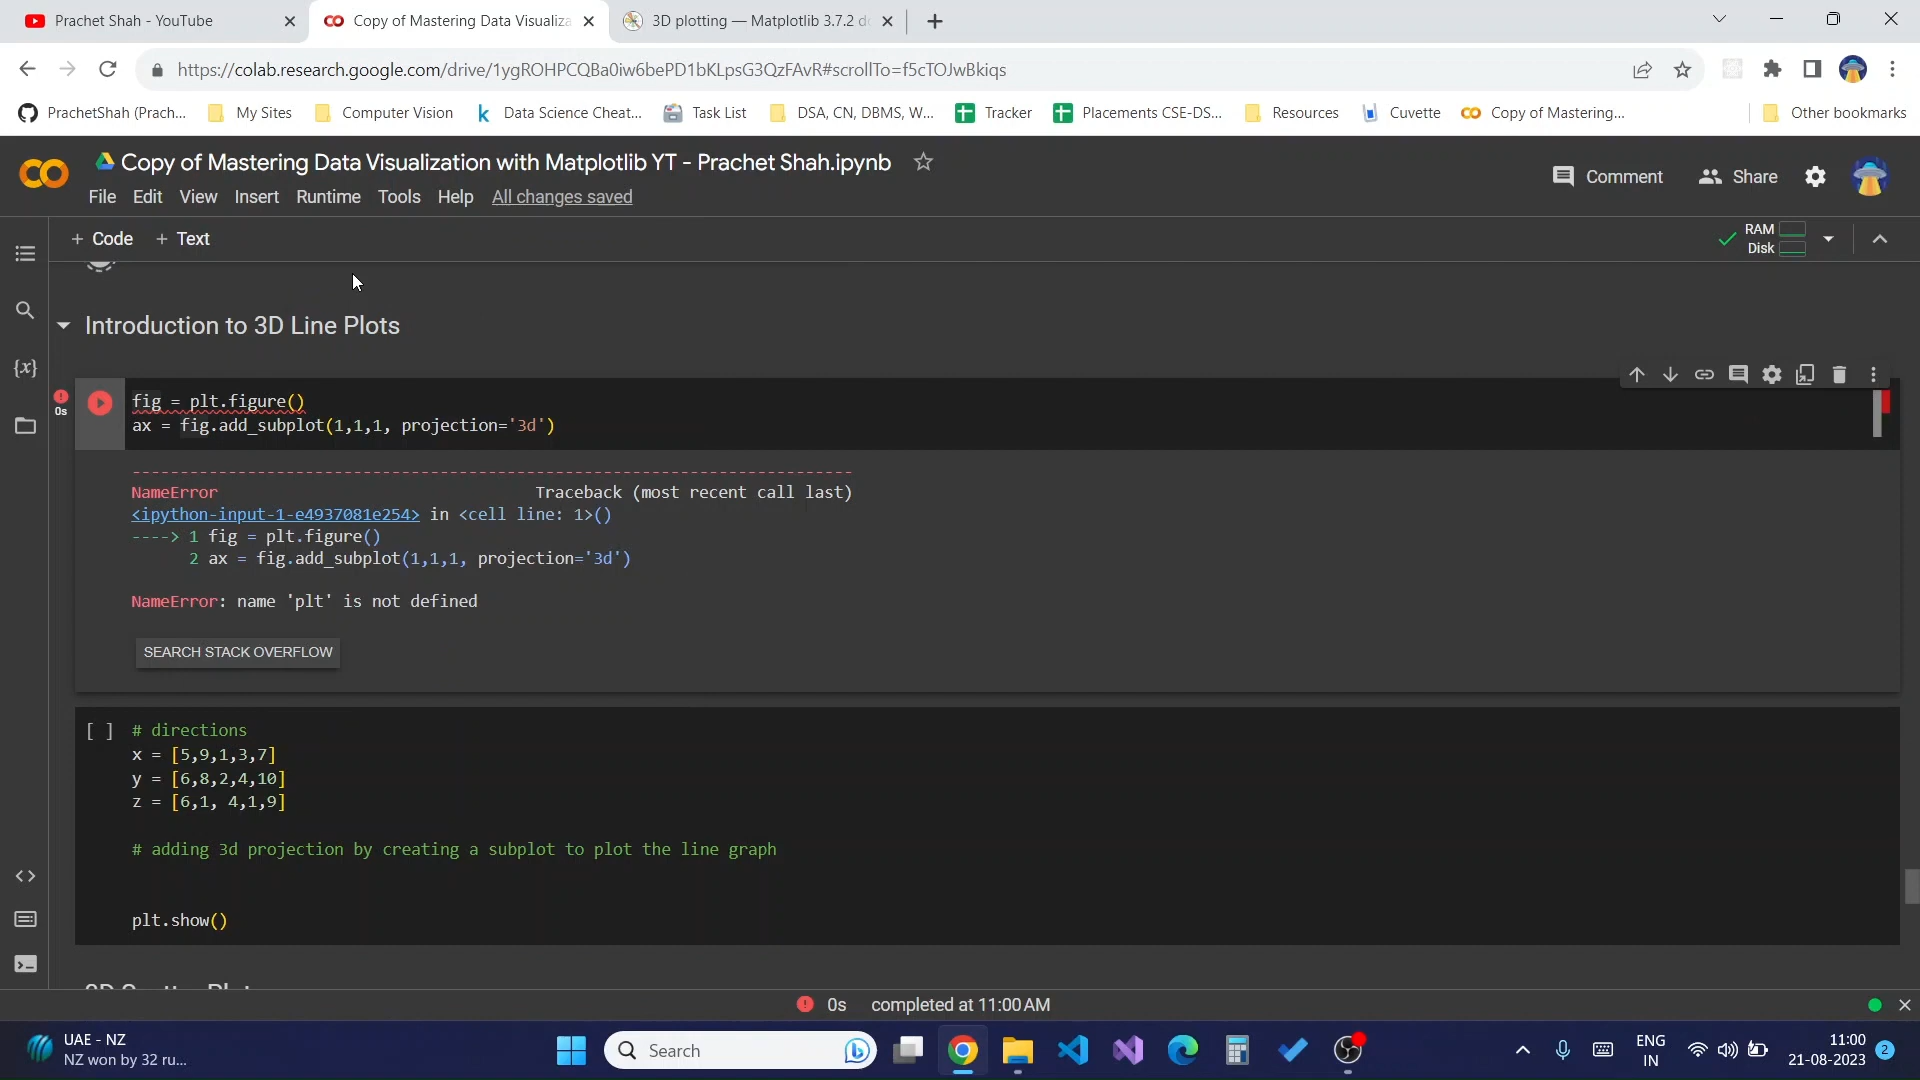 Prachet Shah - YouTube
Copy of Mastering Data Visualiza
3D plotting — Matplotlib 3.7.2 d
https://colab.research.google.com/drive/1ygROHPCQBa0iw6bePD1bKLpsG3QzFAvR#scrollTo=f5cTOJwBkiqs
PrachetShah (Prach...
My Sites
Computer Vision
Data Science Cheat...
Task List
DSA, CN, DBMS, W...
Tracker
Placements CSE-DS...
Resources
Cuvette
Copy of Mastering...
Other bookmarks
Copy of Mastering Data Visualization with Matplotlib YT - Prachet Shah.ipynb
Comment
Share
File Edit View Insert Runtime Tools Help All changes saved
+ Code + Text
RAM
Disk
Introduction to 3D Line Plots
0s
fig = plt.figure()
ax = fig.add_subplot(1,1,1, projection='3d')
---------------------------------------------------------------------------
NameError Traceback (most recent call last)
<ipython-input-1-e4937081e254> in <cell line: 1>()
----> 1 fig = plt.figure()
2 ax = fig.add_subplot(1,1,1, projection='3d')
NameError: name 'plt' is not defined
SEARCH STACK OVERFLOW
[ ] # directions
x = [5,9,1,3,7]
y = [6,8,2,4,10]
z = [6,1, 4,1,9]
# adding 3d projection by creating a subplot to plot the line graph
plt.show()
0s completed at 11:00 AM
UAE - NZ
NZ won by 32 ru...
Search
ENG
IN
11:00
21-08-2023
2